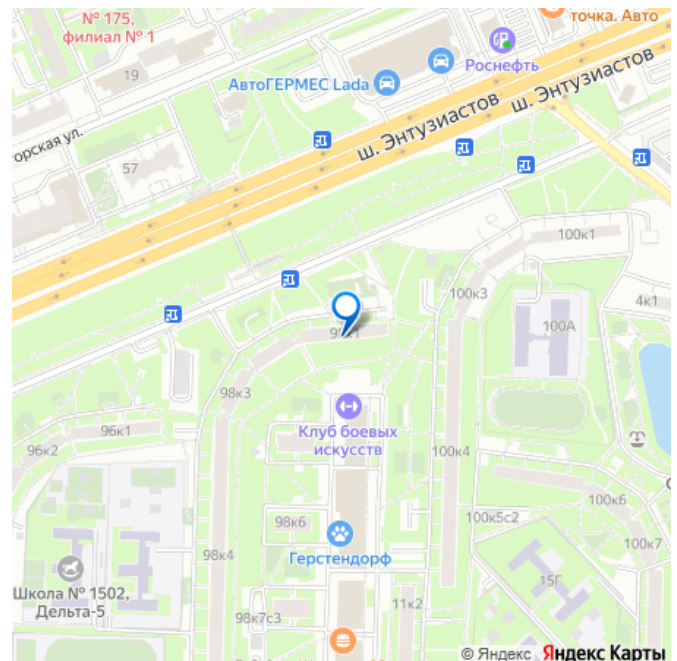 № 175,
филиал № 1
точка. Авто
19
Роснефть
АвтоГЕРМЕС Lada
ш. Энтузиастов
ш. Энтузиастов
орская ул.
57
100к1
100к3
4к1
100А
98к3
Клуб боевых
искусств
96к1
96к2
100к4
100к6
98к6
100к5с2
100к7
98к4
Герстендорф
15Г
Школа № 1502,
Дельта-5
11к2
98к7с3
© Яндекс Яндекс Карты